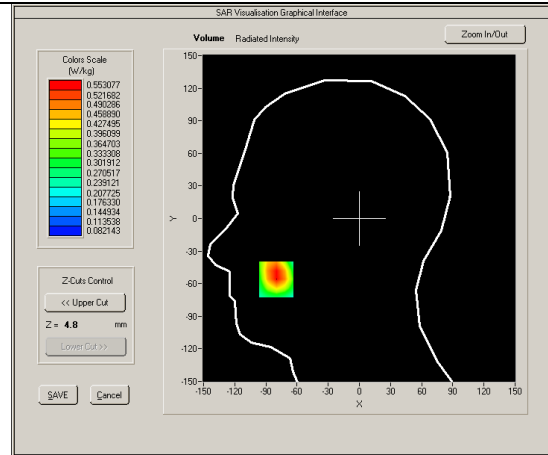 SAR Visualisation Graphical Interface
Volume Radiated Intensity
Zoom In/Out
Colors Scale
(W/kg)
0.553077
0.521682
0.490286
0.458890
0.427495
0.396099
0.364703
0.333308
0.301912
0.270517
0.239121
0.207725
0.176330
0.144934
0.113538
0.082143
Z-Cuts Control
<< Upper Cut
Z = 4.8 mm
Lower Cut >>
SAVE Cancel
150
120
90
60
30
0
-30
-60
-90
-120
-150
Y
-150 -120 -90 -60 -30 0 30 60 90 120 150
X